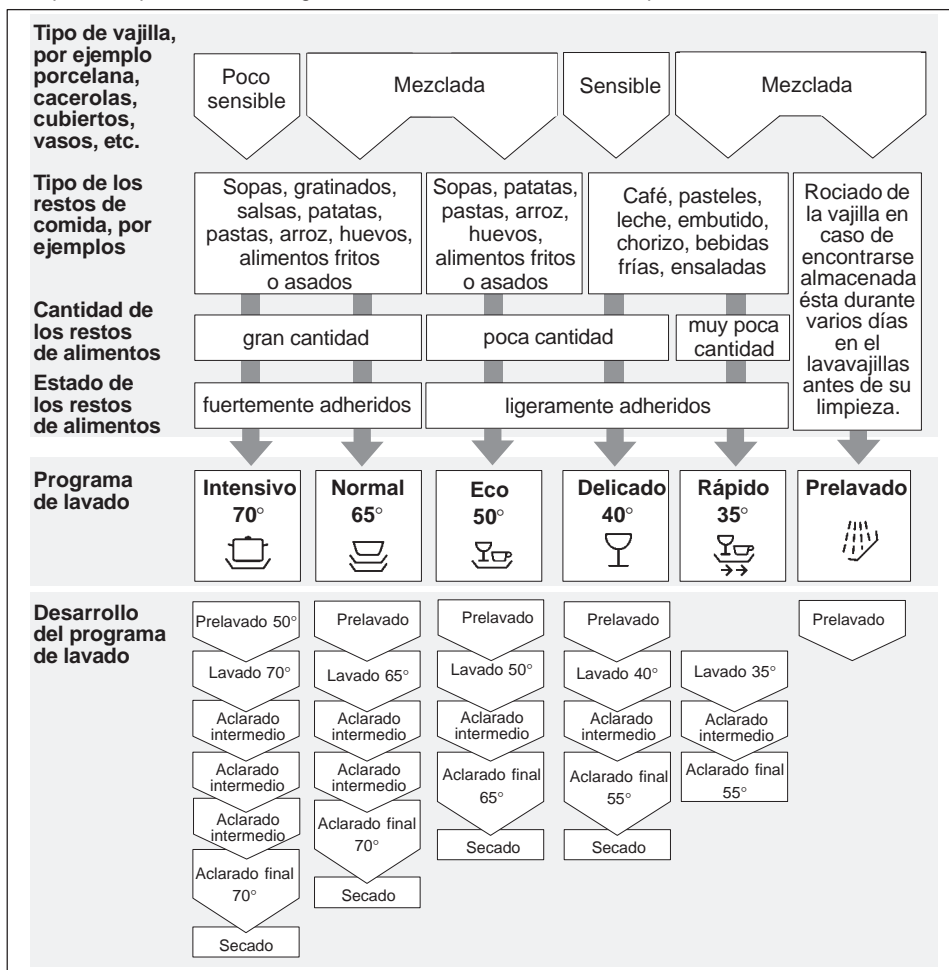 Tipo de vajilla,
por ejemplo
porcelana,
cacerolas,
cubiertos,
vasos, etc.
Poco
sensible
Mezclada
Sensible
Mezclada
Tipo de los
restos de
comida, por
ejemplos
Sopas, gratinados,
salsas, patatas,
pastas, arroz, huevos,
alimentos fritos
o asados
Sopas, patatas,
pastas, arroz,
huevos,
alimentos fritos
o asados
Café, pasteles,
leche, embutido,
chorizo, bebidas
frías, ensaladas
Rociado de
la vajilla en
caso de
encontrarse
almacenada
ésta durante
varios días
en el
lavavajillas
antes de su
limpieza.
Cantidad de
los restos
de alimentos
gran cantidad
poca cantidad
muy poca
cantidad
Estado de
los restos
de alimentos
fuertemente adheridos
ligeramente adheridos
Programa
de lavado
Intensivo
70°
Normal
65°
Eco
50°
Delicado
40°
Rápido
35°
Prelavado
Desarrollo
del programa
de lavado
Prelavado 50°
Lavado 70°
Aclarado
intermedio
Aclarado
intermedio
Aclarado
intermedio
Aclarado final
70°
Secado
Prelavado
Lavado 65°
Aclarado
intermedio
Aclarado
intermedio
Aclarado final
70°
Secado
Prelavado
Lavado 50°
Aclarado
intermedio
Aclarado final
65°
Secado
Prelavado
Lavado 40°
Aclarado
intermedio
Aclarado final
55°
Secado
Lavado 35°
Aclarado
intermedio
Aclarado final
55°
Prelavado